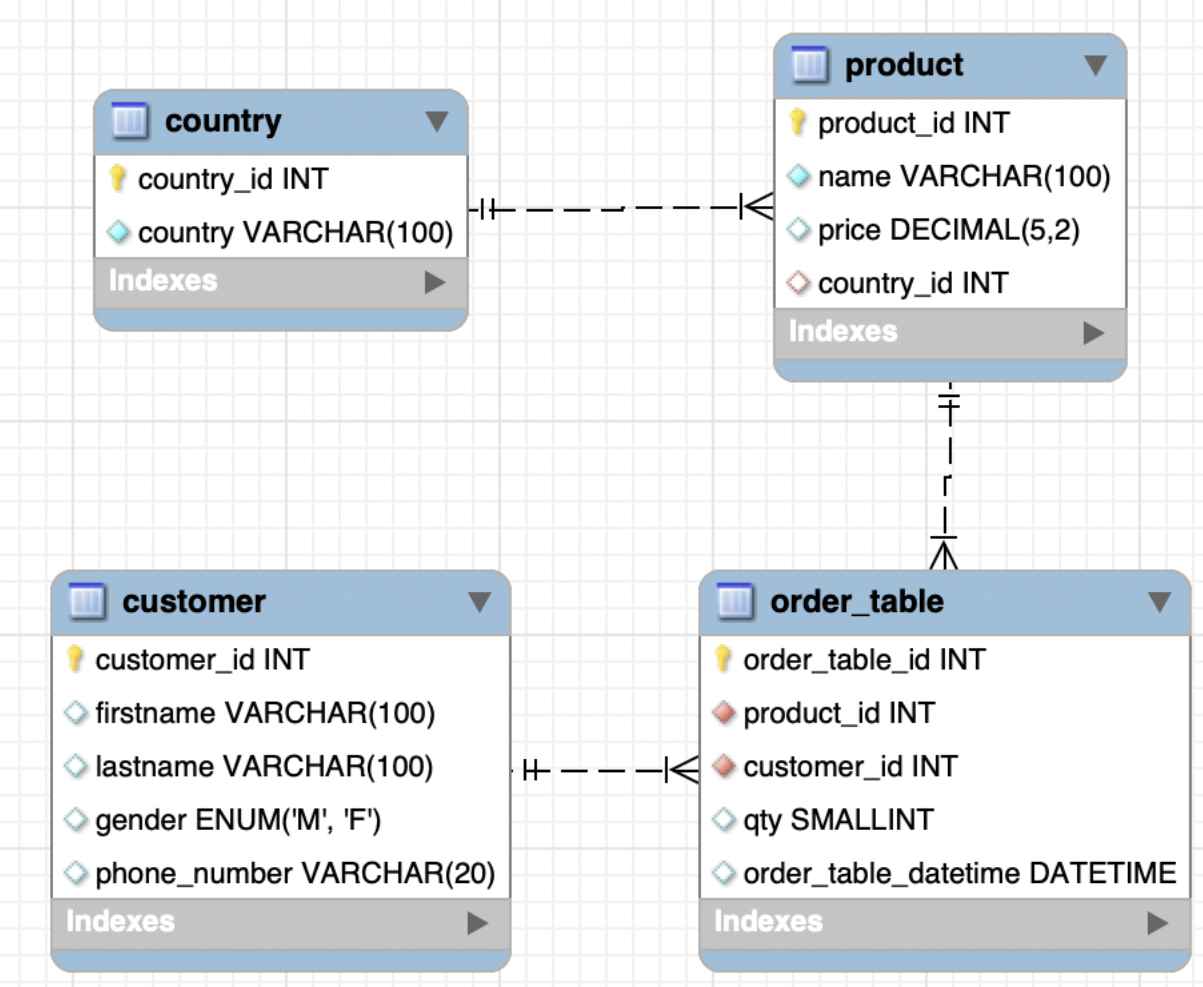 country
country_id INT
country VARCHAR(100)
Indexes
product
product_id INT
name VARCHAR(100)
price DECIMAL(5,2)
country_id INT
Indexes
customer
customer_id INT
firstname VARCHAR(100)
lastname VARCHAR(100)
gender ENUM('M', 'F')
phone_number VARCHAR(20)
Indexes
order_table
order_table_id INT
product_id INT
customer_id INT
qty SMALLINT
order_table_datetime DATETIME
Indexes